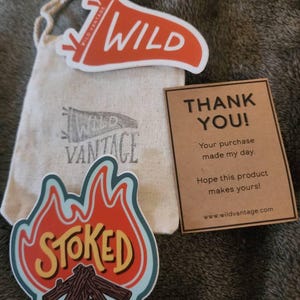 WILD
WILD
VANTAGE
THANK
YOU!
Your purchase
made my day.
Hope this product
makes yours!
www.wildvantage.com
STOKED